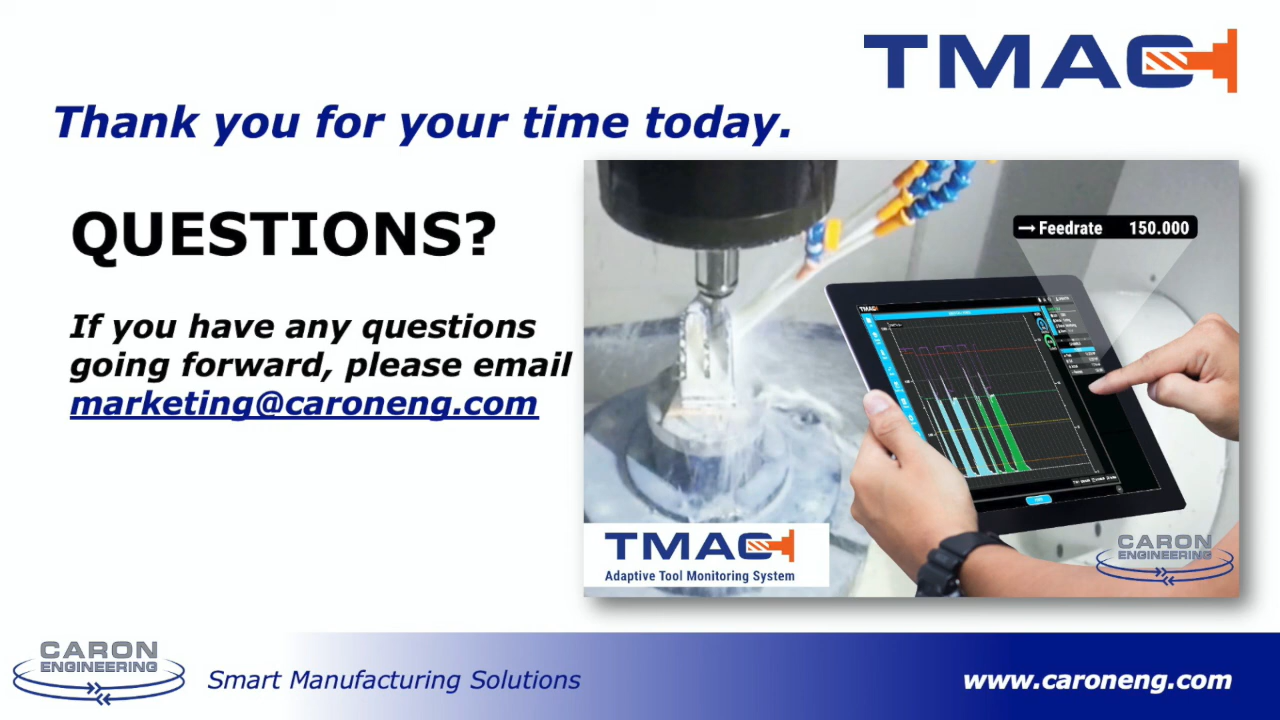 TMAC
Thank you for your time today.
QUESTIONS?
If you have any questions
going forward, please email
marketing@caroneng.com
→ Feedrate 150.000
TMAC
TMAC
Adaptive Tool Monitoring System
CARON
ENGINEERING
CARON
ENGINEERING
Smart Manufacturing Solutions
www.caroneng.com